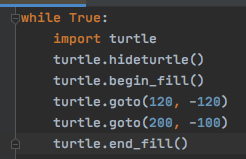 while True:
    import turtle
    turtle.hideturtle()
    turtle.begin_fill()
    turtle.goto(120, -120)
    turtle.goto(200, -100)
    turtle.end_fill()